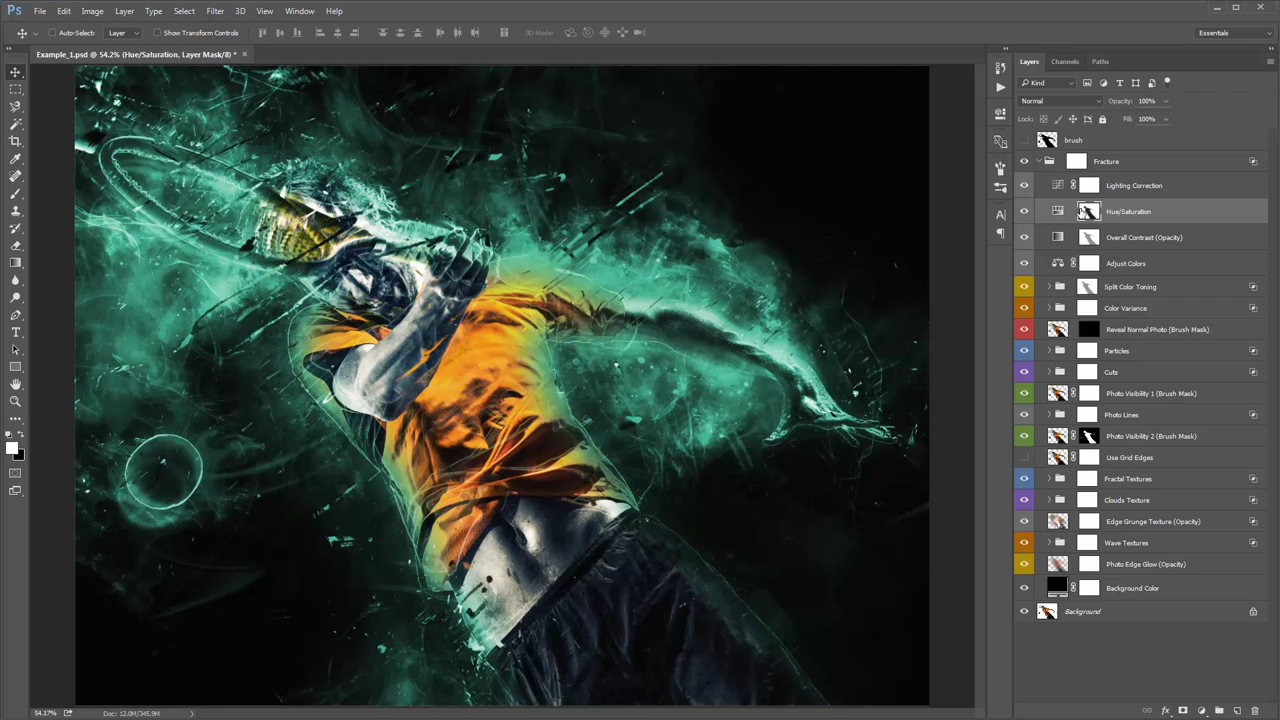 Ps File Edit Image Layer Type Select Filter 3D View Window Help
Auto-Select: Layer Show Transform Controls 3D Mode: Essentials
Example_1.psd @ 54.2% (Hue/Saturation, Layer Mask/8) * ×
Layers Channels Paths
Kind
Normal Opacity: 100%
Lock: Fill: 100%
brush
Fracture
Lighting Correction
Hue/Saturation
Overall Contrast (Opacity)
Adjust Colors
Split Color Toning
Color Variance
Reveal Normal Photo (Brush Mask)
Particles
Cuts
Photo Visibility 1 (Brush Mask)
Photo Lines
Photo Visibility 2 (Brush Mask)
Use Grid Edges
Fractal Textures
Clouds Texture
Edge Grunge Texture (Opacity)
Wave Textures
Photo Edge Glow (Opacity)
Background Color
Background
54.17% Doc: 12.0M/345.9M